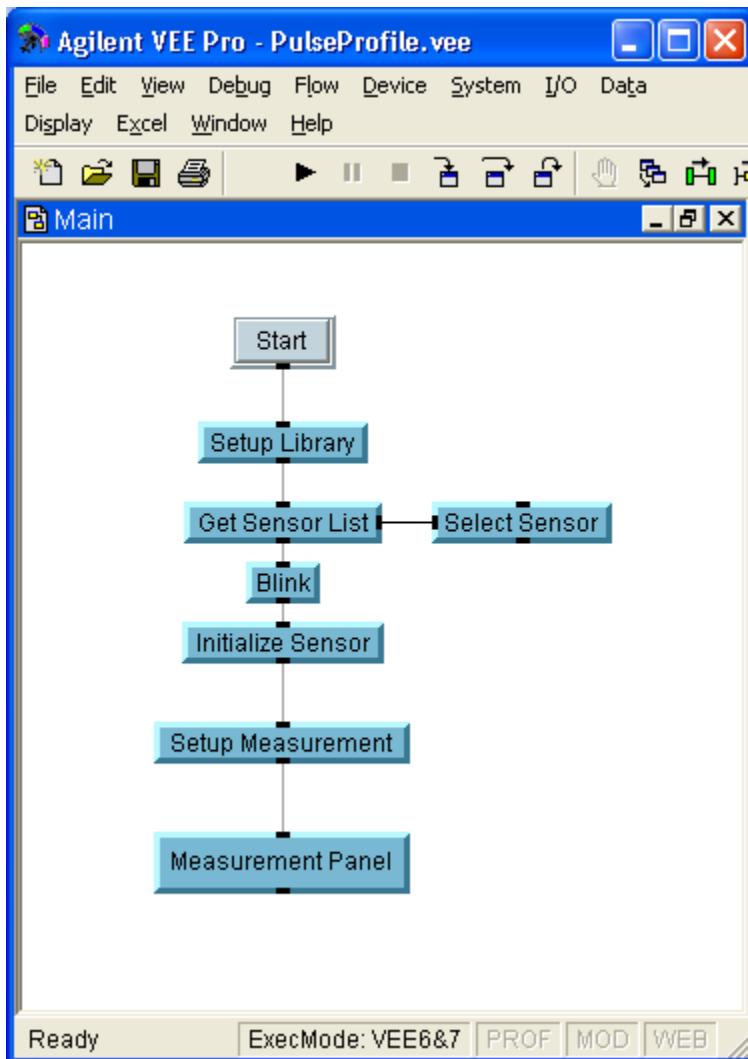 Agilent VEE Pro - PulseProfile.vee
File Edit View Debug Flow Device System I/O Data
Display Excel Window Help
Main
Start
Setup Library
Get Sensor List Select Sensor
Blink
Initialize Sensor
Setup Measurement
Measurement Panel
Ready ExecMode: VEE6&7 PROF MOD WEB